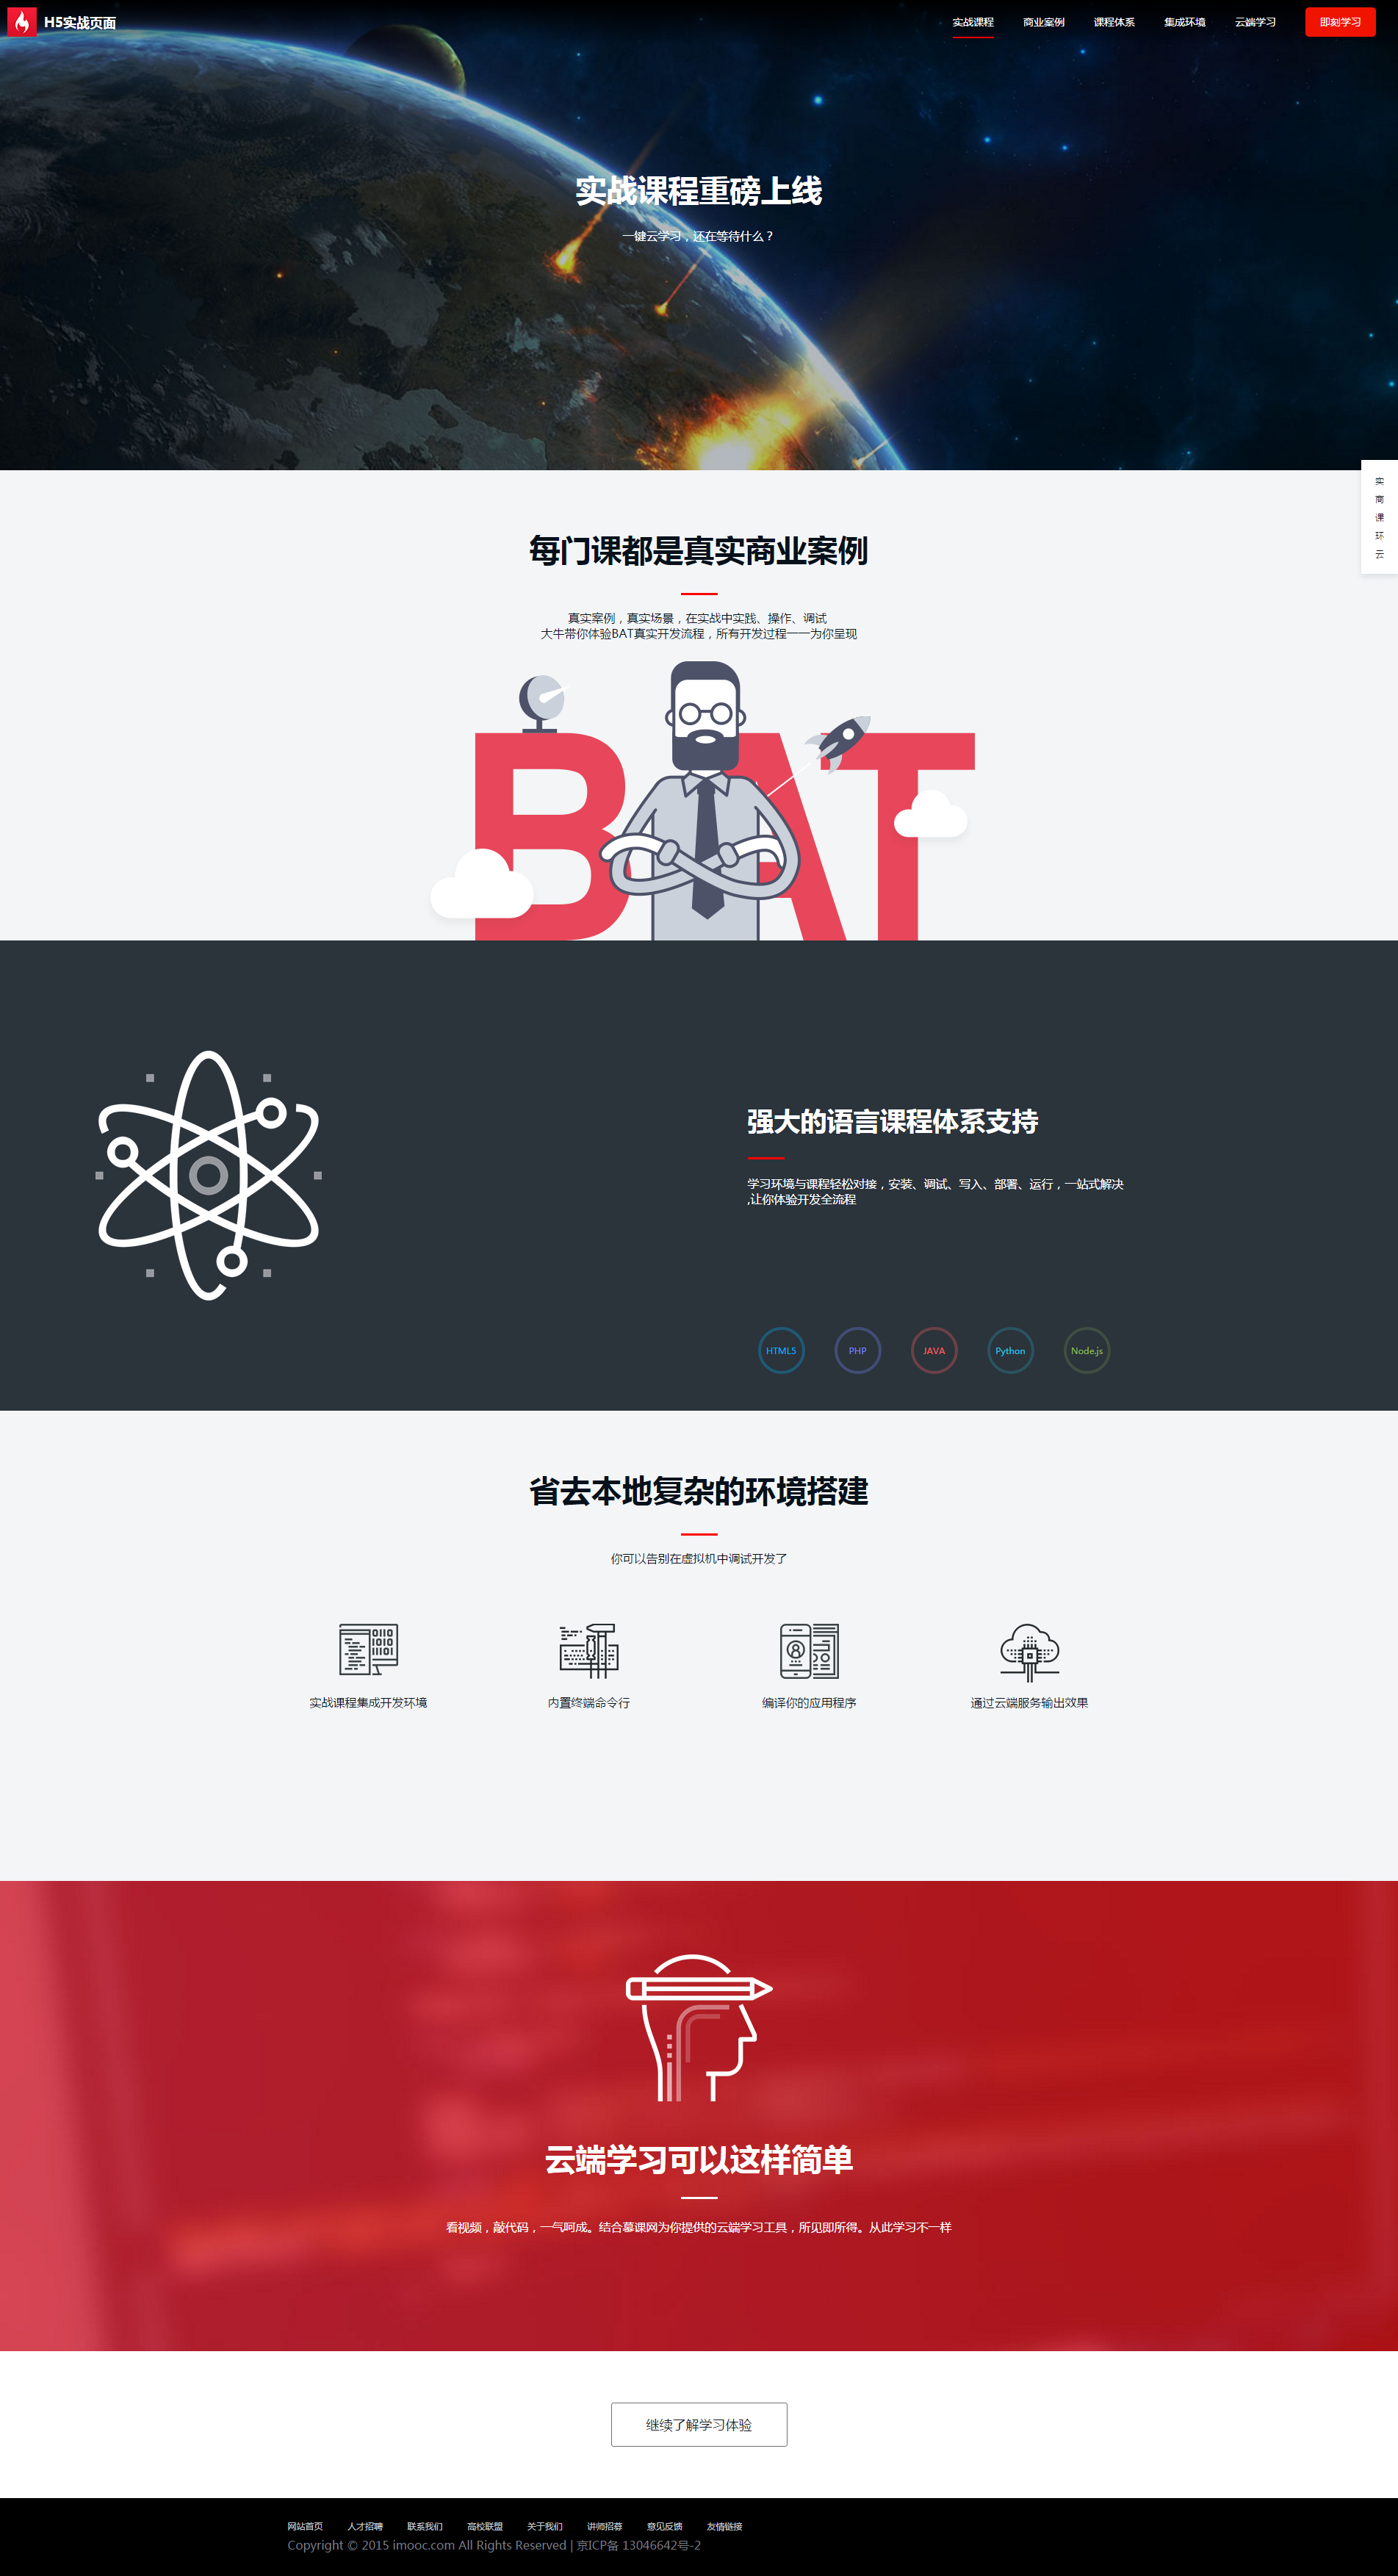 H5实战页面
实战课程 商业案例 课程体系 集成环境 云端学习 即刻学习
实战课程重磅上线
一键云学习，还在等待什么？
实
商
课
环
云
每门课都是真实商业案例
真实案例，真实场景，在实战中实践、操作、调试
大牛带你体验BAT真实开发流程，所有开发过程一一为你呈现
BAT
强大的语言课程体系支持
学习环境与课程轻松对接，安装、调试、写入、部署、运行，一站式解决
,让你体验开发全流程
HTML5 PHP JAVA Python Node.js
省去本地复杂的环境搭建
你可以告别在虚拟机中调试开发了
实战课程集成开发环境 内置终端命令行 编译你的应用程序 通过云端服务输出效果
云端学习可以这样简单
看视频，敲代码，一气呵成。结合慕课网为你提供的云端学习工具，所见即所得。从此学习不一样
继续了解学习体验
网站首页 人才招聘 联系我们 高校联盟 关于我们 讲师招募 意见反馈 友情链接
Copyright © 2015 imooc.com All Rights Reserved | 京ICP备 13046642号-2